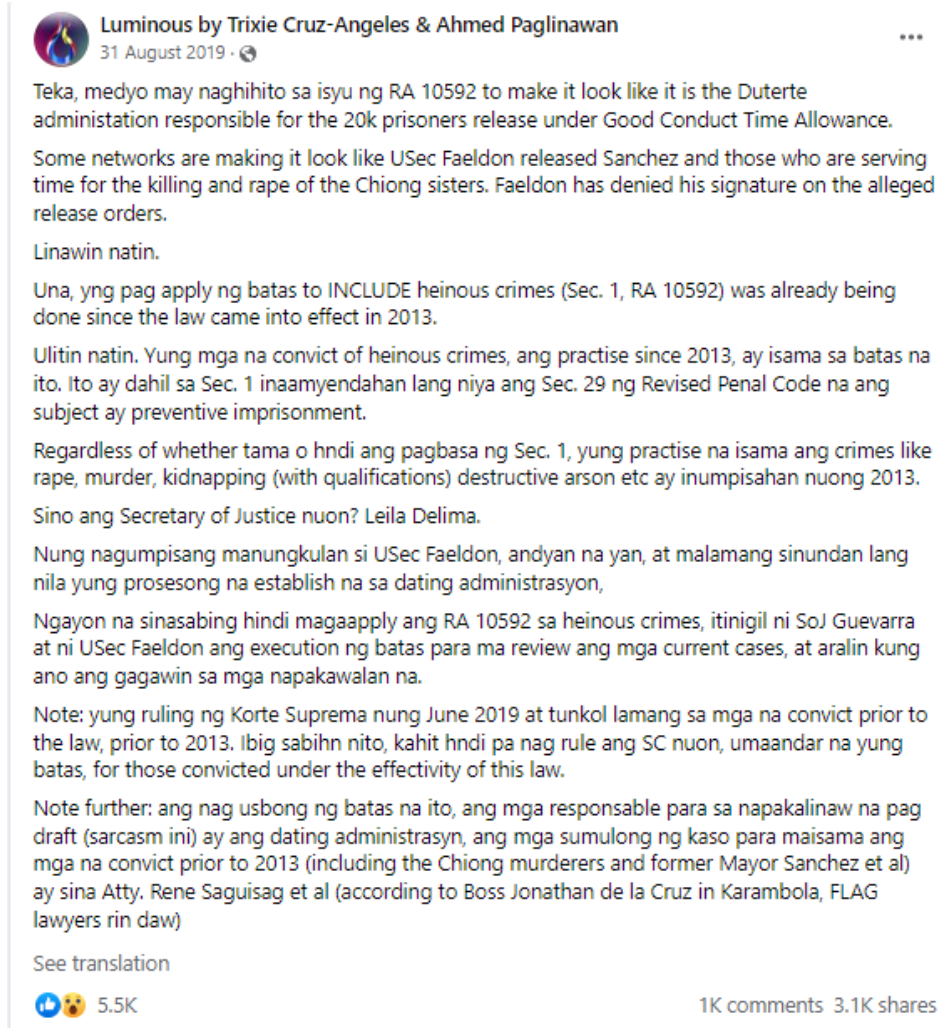 Luminous by Trixie Cruz-Angeles & Ahmed Paglinawan
31 August 2019 ·
Teka, medyo may naghihito sa isyu ng RA 10592 to make it look like it is the Duterte
administation responsible for the 20k prisoners release under Good Conduct Time Allowance.
Some networks are making it look like USec Faeldon released Sanchez and those who are serving
time for the killing and rape of the Chiong sisters. Faeldon has denied his signature on the alleged
release orders.
Linawin natin.
Una, yng pag apply ng batas to INCLUDE heinous crimes (Sec. 1, RA 10592) was already being
done since the law came into effect in 2013.
Ulitin natin. Yung mga na convict of heinous crimes, ang practise since 2013, ay isama sa batas na
ito. Ito ay dahil sa Sec. 1 inaamyendahan lang niya ang Sec. 29 ng Revised Penal Code na ang
subject ay preventive imprisonment.
Regardless of whether tama o hndi ang pagbasa ng Sec. 1, yung practise na isama ang crimes like
rape, murder, kidnapping (with qualifications) destructive arson etc ay inumpisahan nuong 2013.
Sino ang Secretary of Justice nuon? Leila Delima.
Nung nagumpisang manungkulan si USec Faeldon, andyan na yan, at malamang sinundan lang
nila yung prosesong na establish na sa dating administrasyon,
Ngayon na sinasabing hindi magaapply ang RA 10592 sa heinous crimes, itinigil ni SoJ Guevarra
at ni USec Faeldon ang execution ng batas para ma review ang mga current cases, at aralin kung
ano ang gagawin sa mga napakawalan na.
Note: yung ruling ng Korte Suprema nung June 2019 at tunkol lamang sa mga na convict prior to
the law, prior to 2013. Ibig sabihn nito, kahit hndi pa nag rule ang SC nuon, umaandar na yung
batas, for those convicted under the effectivity of this law.
Note further: ang nag usbong ng batas na ito, ang mga responsable para sa napakalinaw na pag
draft (sarcasm ini) ay ang dating administrasyn, ang mga sumulong ng kaso para maisama ang
mga na convict prior to 2013 (including the Chiong murderers and former Mayor Sanchez et al)
ay sina Atty. Rene Saguisag et al (according to Boss Jonathan de la Cruz in Karambola, FLAG
lawyers rin daw)
See translation
5.5K
1K comments 3.1K shares